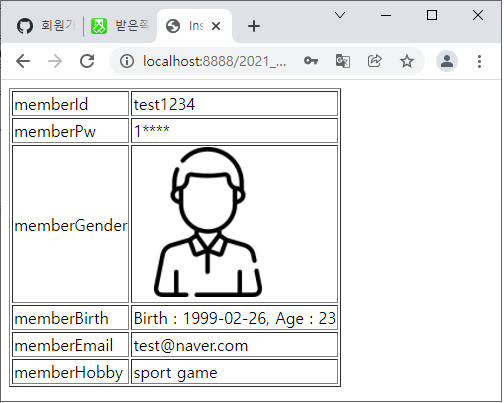 회원가
받은쪽
Ins
localhost:8888/2021_...
memberId test1234
memberPw 1****
memberGender
memberBirth Birth : 1999-02-26, Age : 23
memberEmail test@naver.com
memberHobby sport game